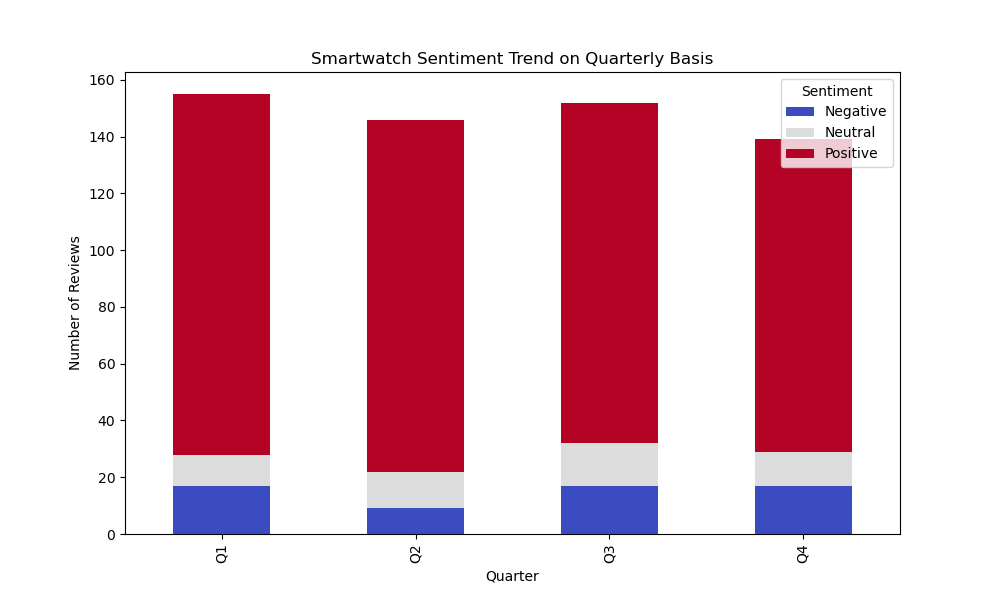 Smartwatch Sentiment Trend on Quarterly Basis
160
140
120
100
80
60
40
20
0
Number of Reviews
Sentiment
Negative
Neutral
Positive
Q1
Q2
Q3
Q4
Quarter